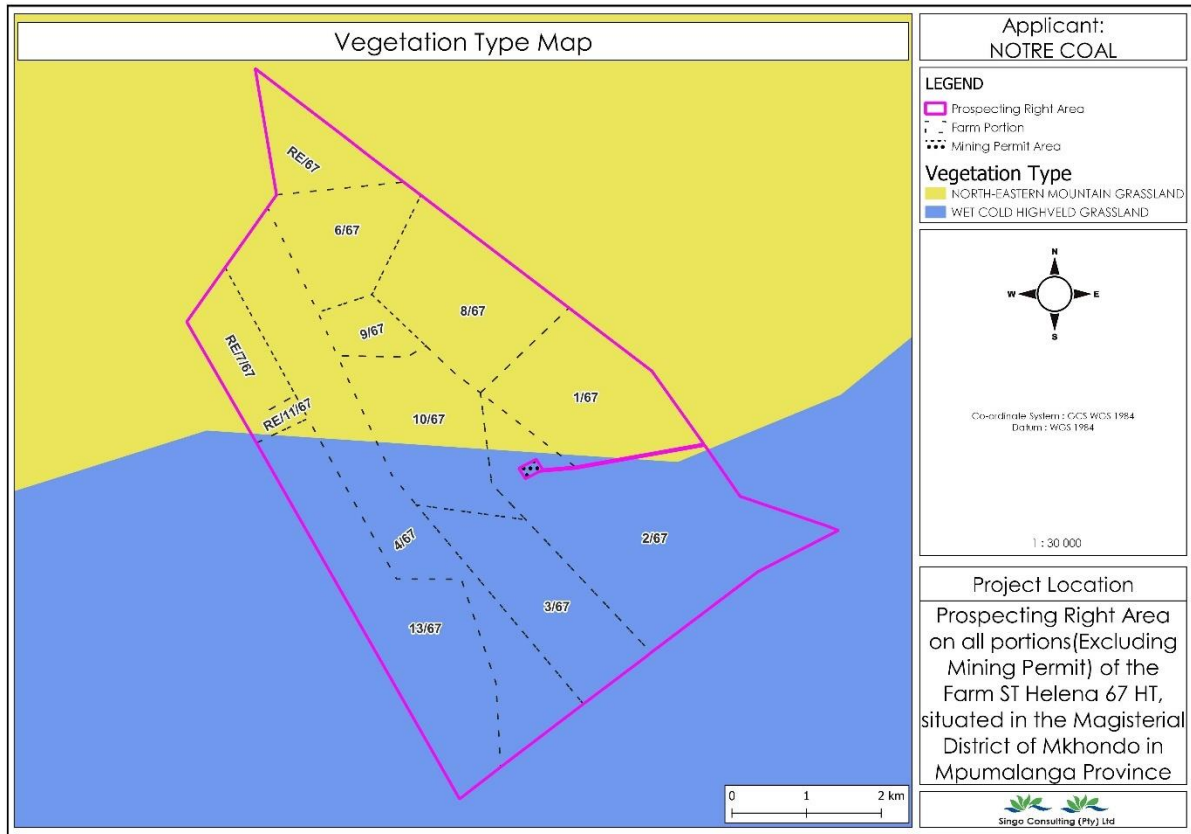 Vegetation Type Map
RE/67
6/67
8/67
9/67
RE/7/67
1/67
RE/11/67
10/67
2/67
4/67
3/67
13/67
0 1 2 km
Applicant:
NOTRE COAL
LEGEND
Prospecting Right Area
Farm Portion
Mining Permit Area
Vegetation Type
NORTH-EASTERN MOUNTAIN GRASSLAND
WET COLD HIGHVELD GRASSLAND
N
W E
S
Co-ordinale System : GCS WGS 1984
Datum : WGS 1984
1 : 30 000
Project Location
Prospecting Right Area
on all portions(Excluding
Mining Permit) of the
Farm ST Helena 67 HT,
situated in the Magisterial
District of Mkhondo in
Mpumalanga Province
Singo Consulting (Pty) Ltd